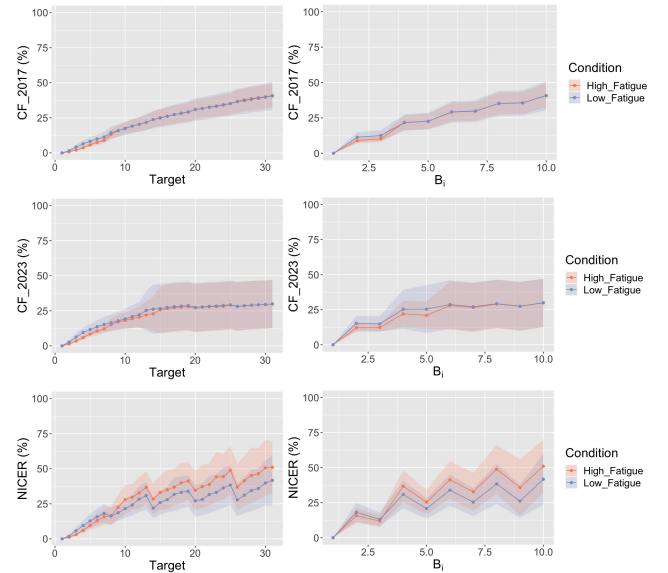 100
75
50
25
0
CF_2017 (%)
0
10
20
30
Target
100
75
50
25
0
CF_2017 (%)
2.5
5.0
7.5
10.0
Bi
Condition
High_Fatigue
Low_Fatigue
100
75
50
25
0
CF_2023 (%)
0
10
20
30
Target
100
75
50
25
0
CF_2023 (%)
2.5
5.0
7.5
10.0
Bi
Condition
High_Fatigue
Low_Fatigue
100
75
50
25
0
NICER (%)
0
10
20
30
Target
100
75
50
25
0
NICER (%)
2.5
5.0
7.5
10.0
Bi
Condition
High_Fatigue
Low_Fatigue